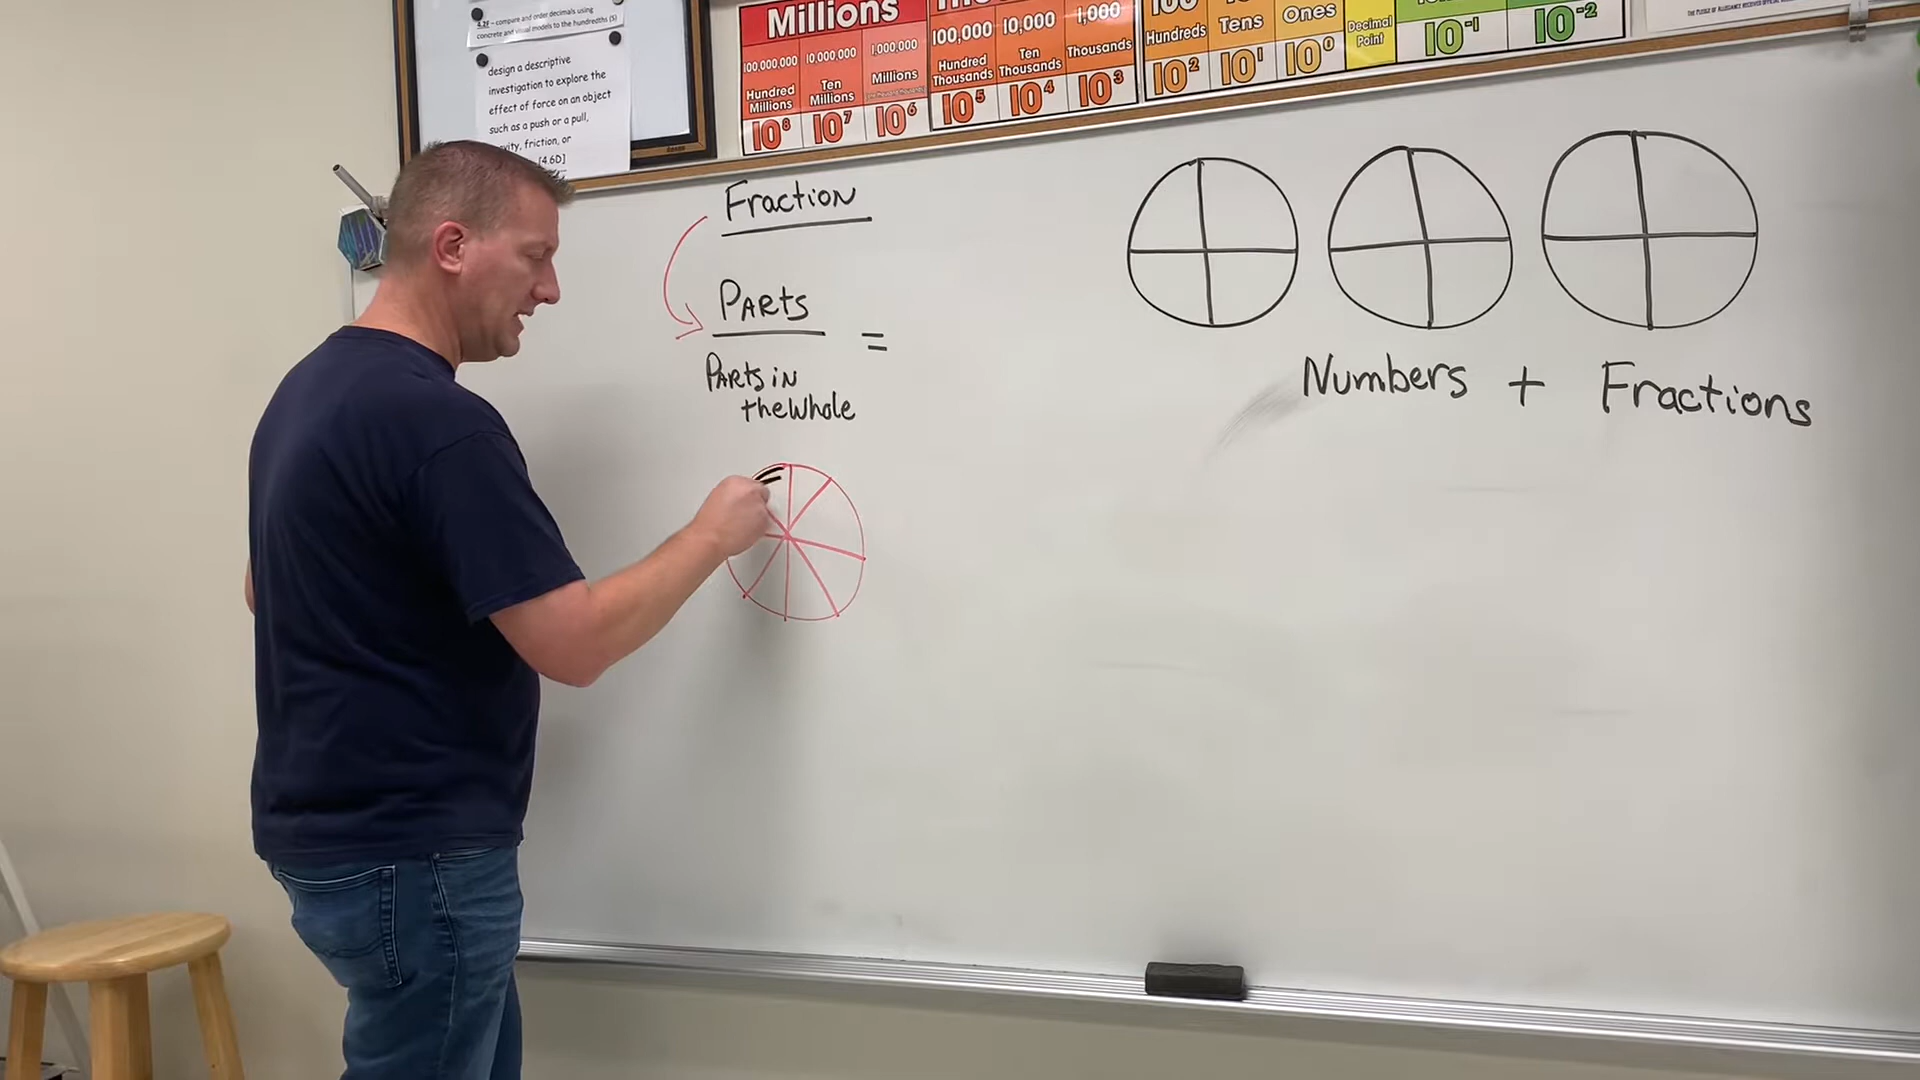 4.2F – compare and order decimals using
concrete and visual models to the hundredths (S)
design a descriptive
investigation to explore the
effect of force on an object
such as a push or a pull,
friction, or
[4.6D]
Millions
100,000,000 10,000,000 1,000,000
Hundred Millions Ten Millions Millions
10⁸ 10⁷ 10⁶
100,000 10,000 1,000
Hundred Thousands Ten Thousands Thousands
10⁵ 10⁴ 10³
100
Hundreds Tens Ones
10² 10¹ 10⁰
Decimal
Point
10⁻¹ 10⁻²
Fraction
Parts
=
Parts in
the Whole
Numbers + Fractions